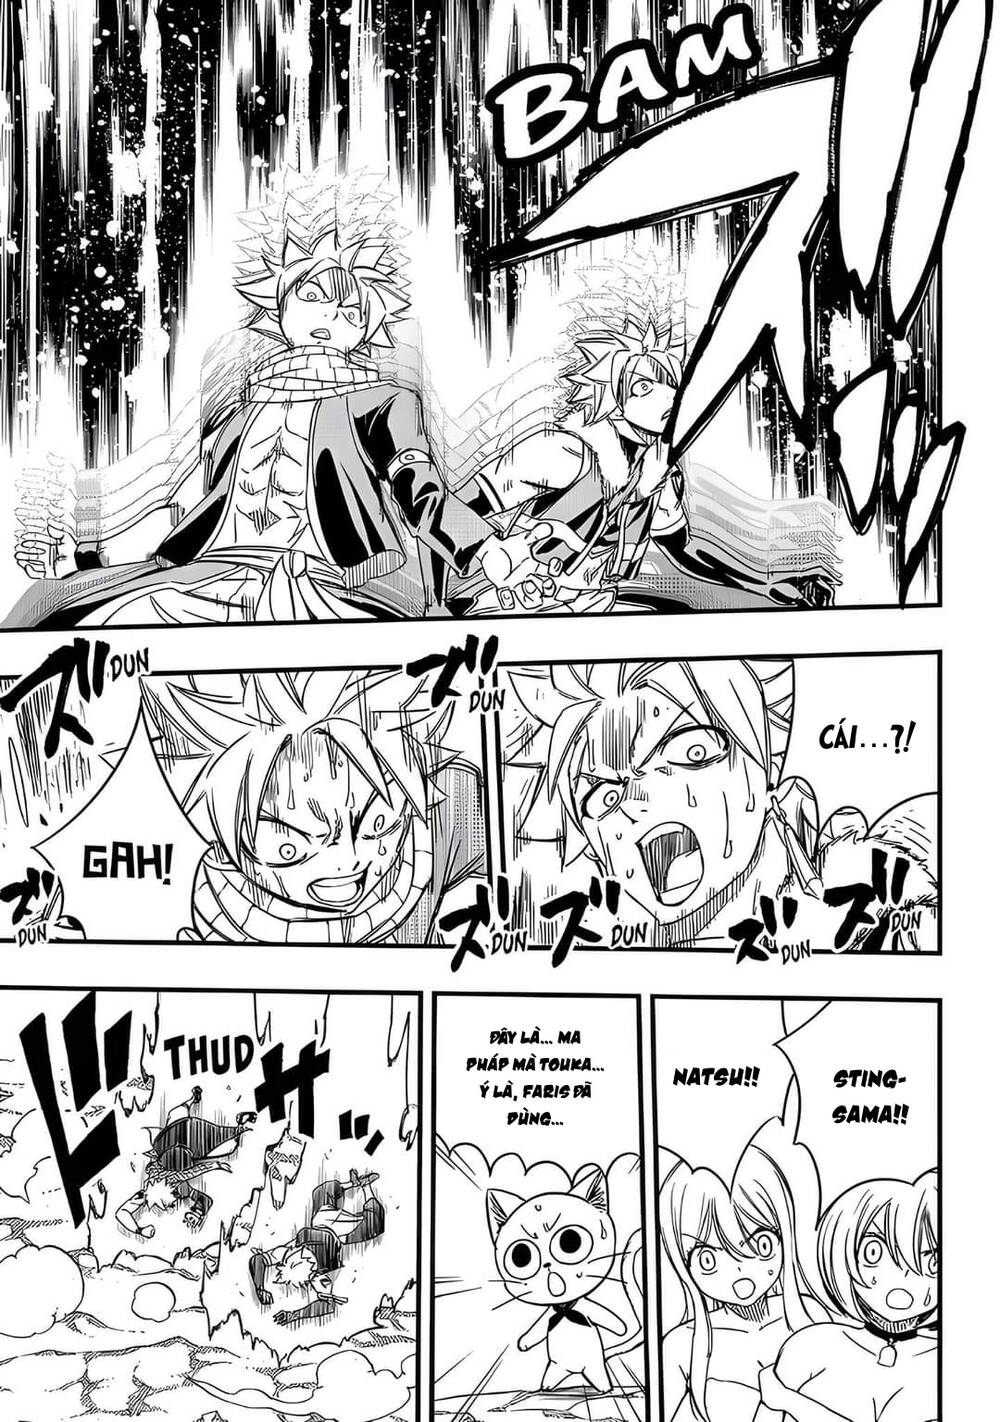 BAM
ズ
DUN
ズ
DUN
CÁI...?!
GAH!
ズ
DUN
ズ
DUN
ズ
DUN
ズ
DUN
ズ
DUN
STING-
SAMA!!
NATSU!!
ĐÂY LÀ... MA
PHÁP MÀ TOUKA...
Ý LÀ, FARIS ĐÃ
DÙNG...
THUD
ドサ